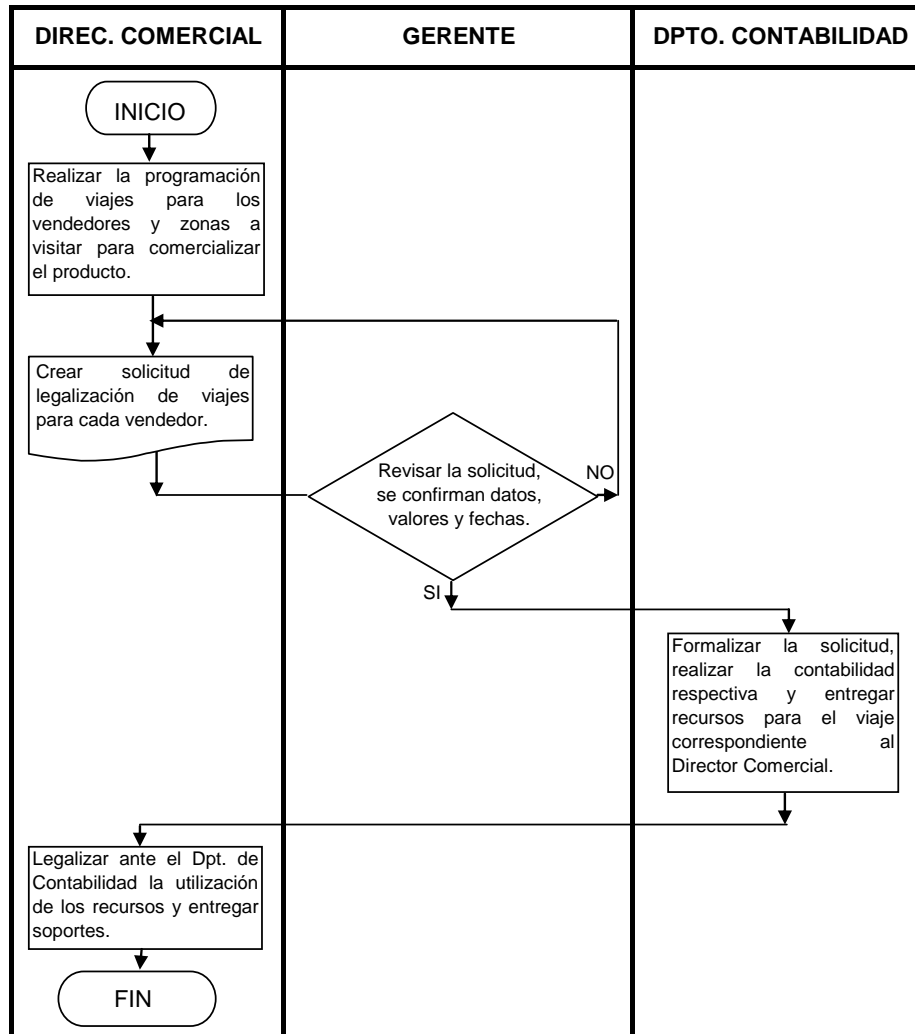 DIREC. COMERCIAL
GERENTE
DPTO. CONTABILIDAD
INICIO
Realizar la programación
de viajes para los
vendedores y zonas a
visitar para comercializar
el producto.
Crear solicitud de
legalización de viajes
para cada vendedor.
Revisar la solicitud,
se confirman datos,
valores y fechas.
NO
SI
Formalizar la solicitud,
realizar la contabilidad
respectiva y entregar
recursos para el viaje
correspondiente al
Director Comercial.
Legalizar ante el Dpt. de
Contabilidad la utilización
de los recursos y entregar
soportes.
FIN